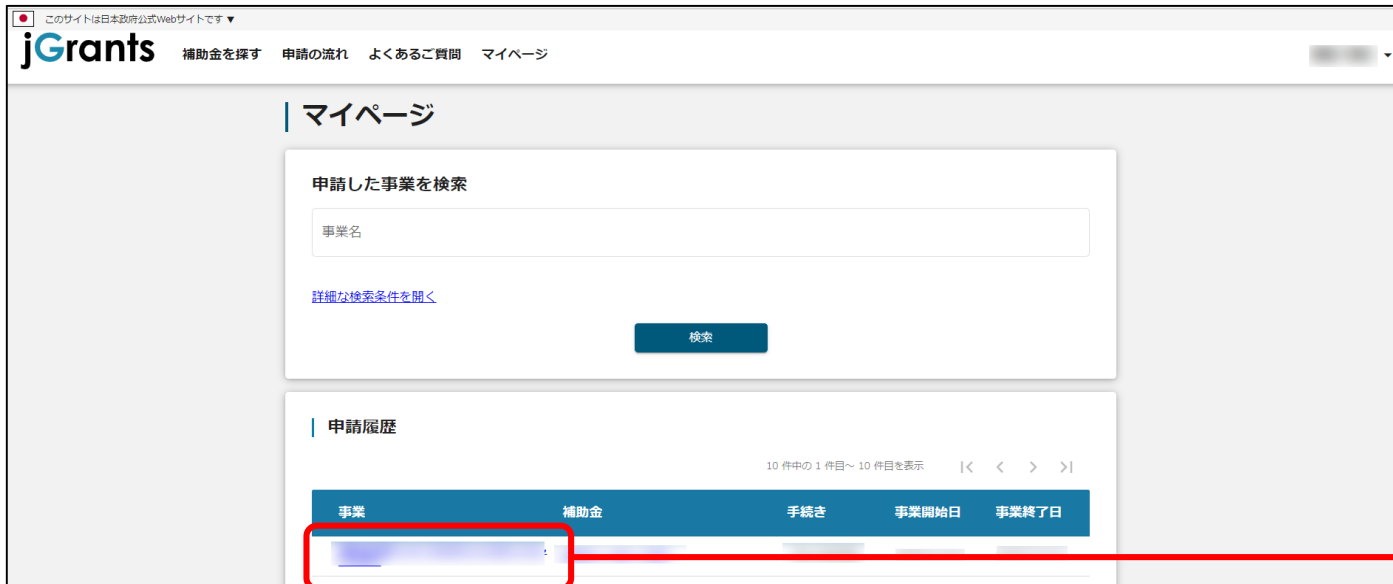 このサイトは日本政府公式Webサイトです ▼
jGrants 補助金を探す 申請の流れ よくあるご質問 マイページ
マイページ
申請した事業を検索
事業名
詳細な検索条件を開く
検索
申請履歴
10 件中の 1 件目～ 10 件目を表示
事業 補助金 手続き 事業開始日 事業終了日